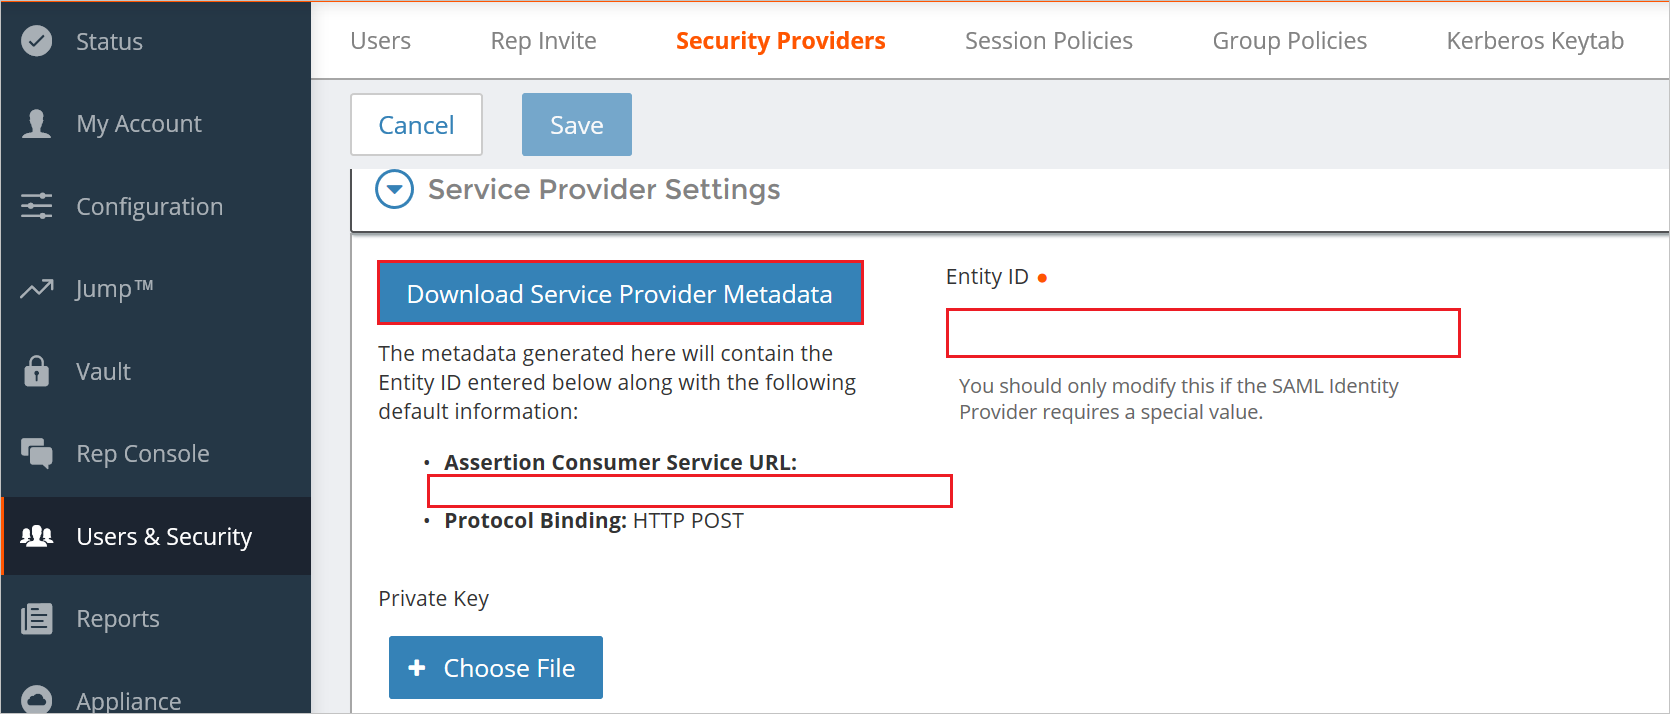 Status
My Account
Configuration
Jump™
Vault
Rep Console
Users & Security
Reports
Appliance
Users
Rep Invite
Security Providers
Session Policies
Group Policies
Kerberos Keytab
Cancel
Save
Service Provider Settings
Download Service Provider Metadata
The metadata generated here will contain the
Entity ID entered below along with the following
default information:
• Assertion Consumer Service URL:
• Protocol Binding: HTTP POST
Private Key
+ Choose File
Entity ID
You should only modify this if the SAML Identity
Provider requires a special value.